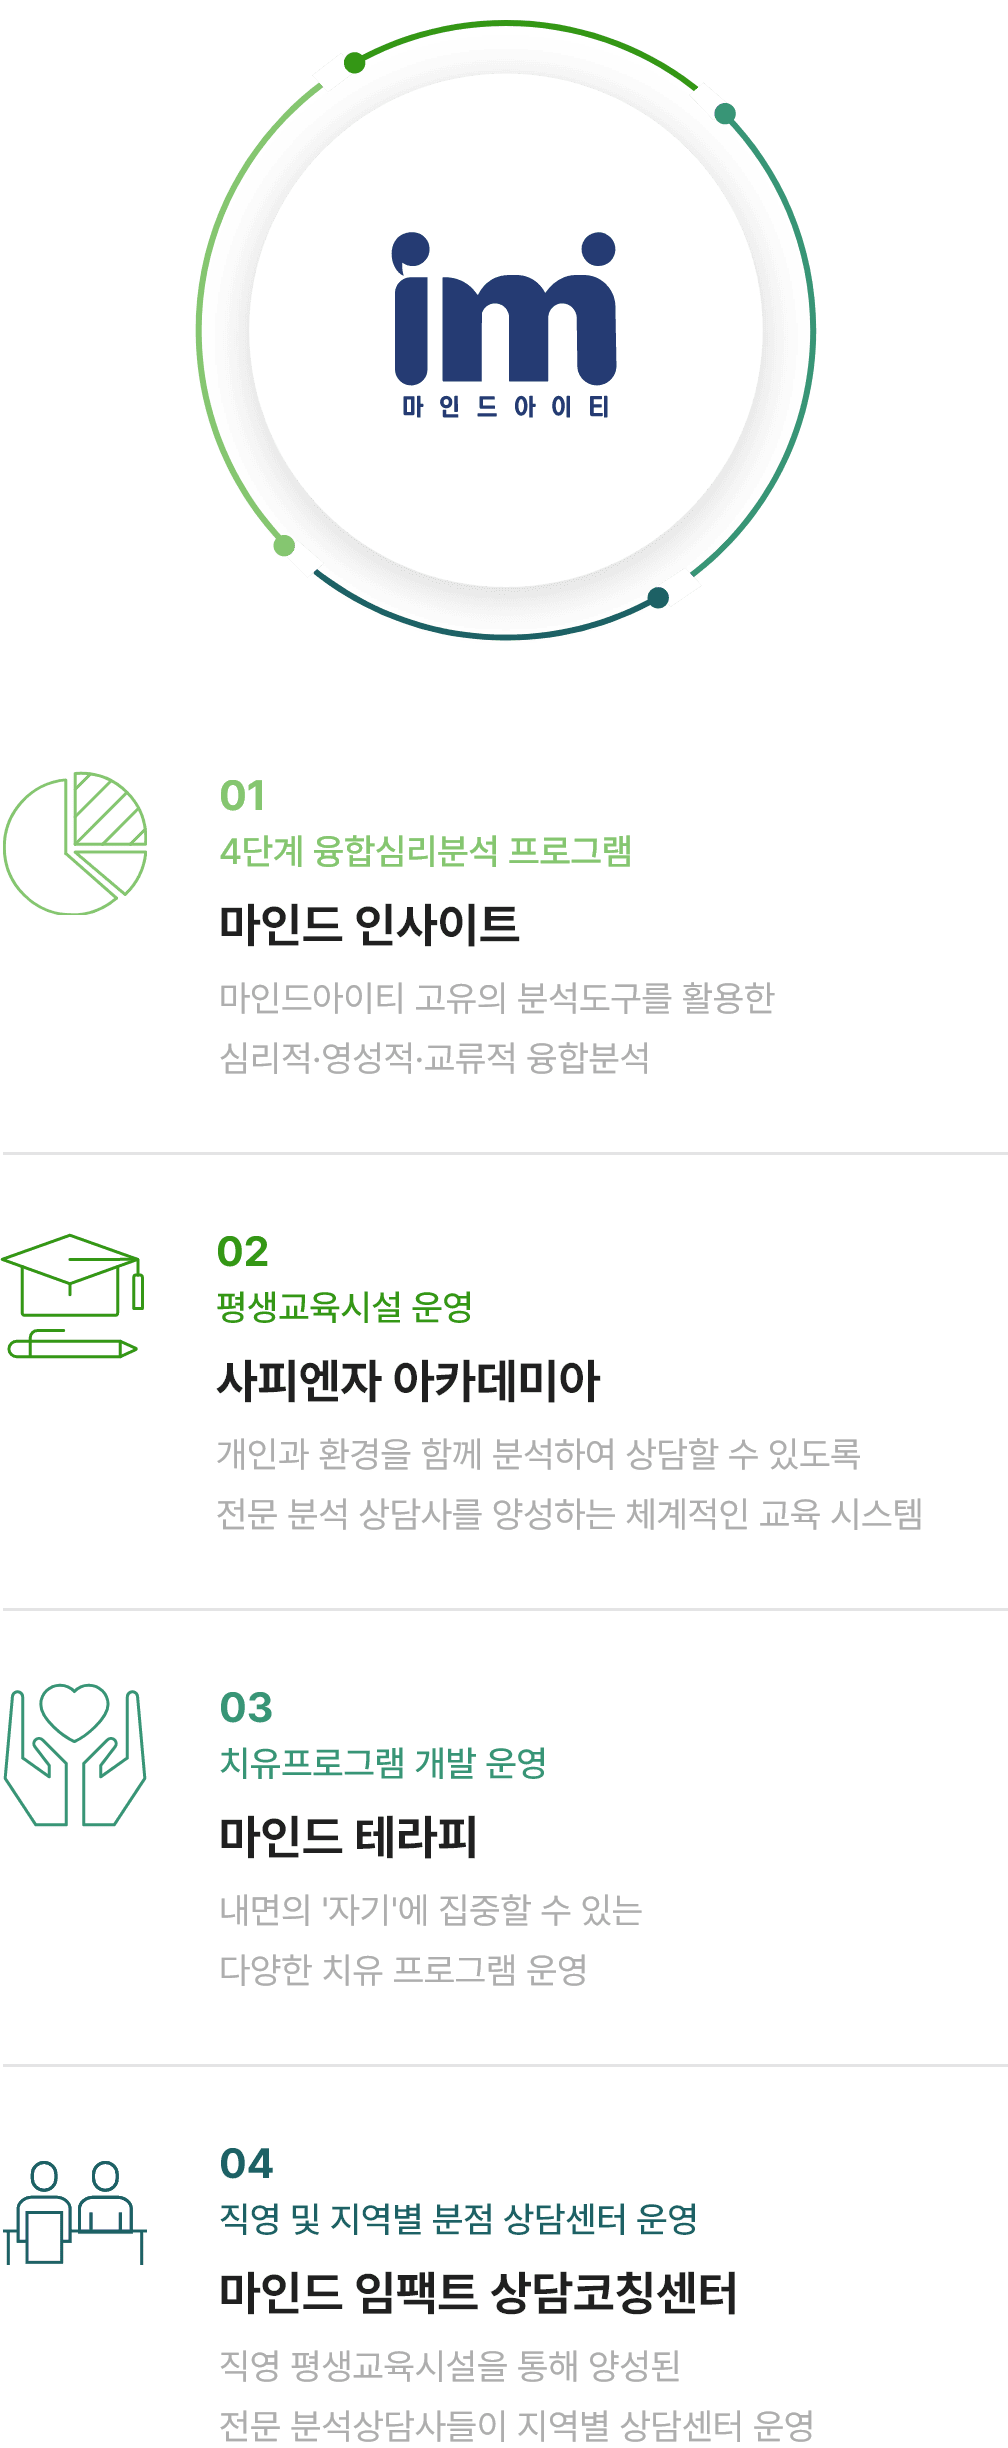 imi
마인드아이티
01
4단계 융합심리분석 프로그램
마인드 인사이트
마인드아이티 고유의 분석도구를 활용한
심리적·영성적·교류적 융합분석
02
평생교육시설 운영
사피엔자 아카데미아
개인과 환경을 함께 분석하여 상담할 수 있도록
전문 분석 상담사를 양성하는 체계적인 교육 시스템
03
치유프로그램 개발 운영
마인드 테라피
내면의 '자기'에 집중할 수 있는
다양한 치유 프로그램 운영
04
직영 및 지역별 분점 상담센터 운영
마인드 임팩트 상담코칭센터
직영 평생교육시설을 통해 양성된
전문 분석상담사들이 지역별 상담센터 운영